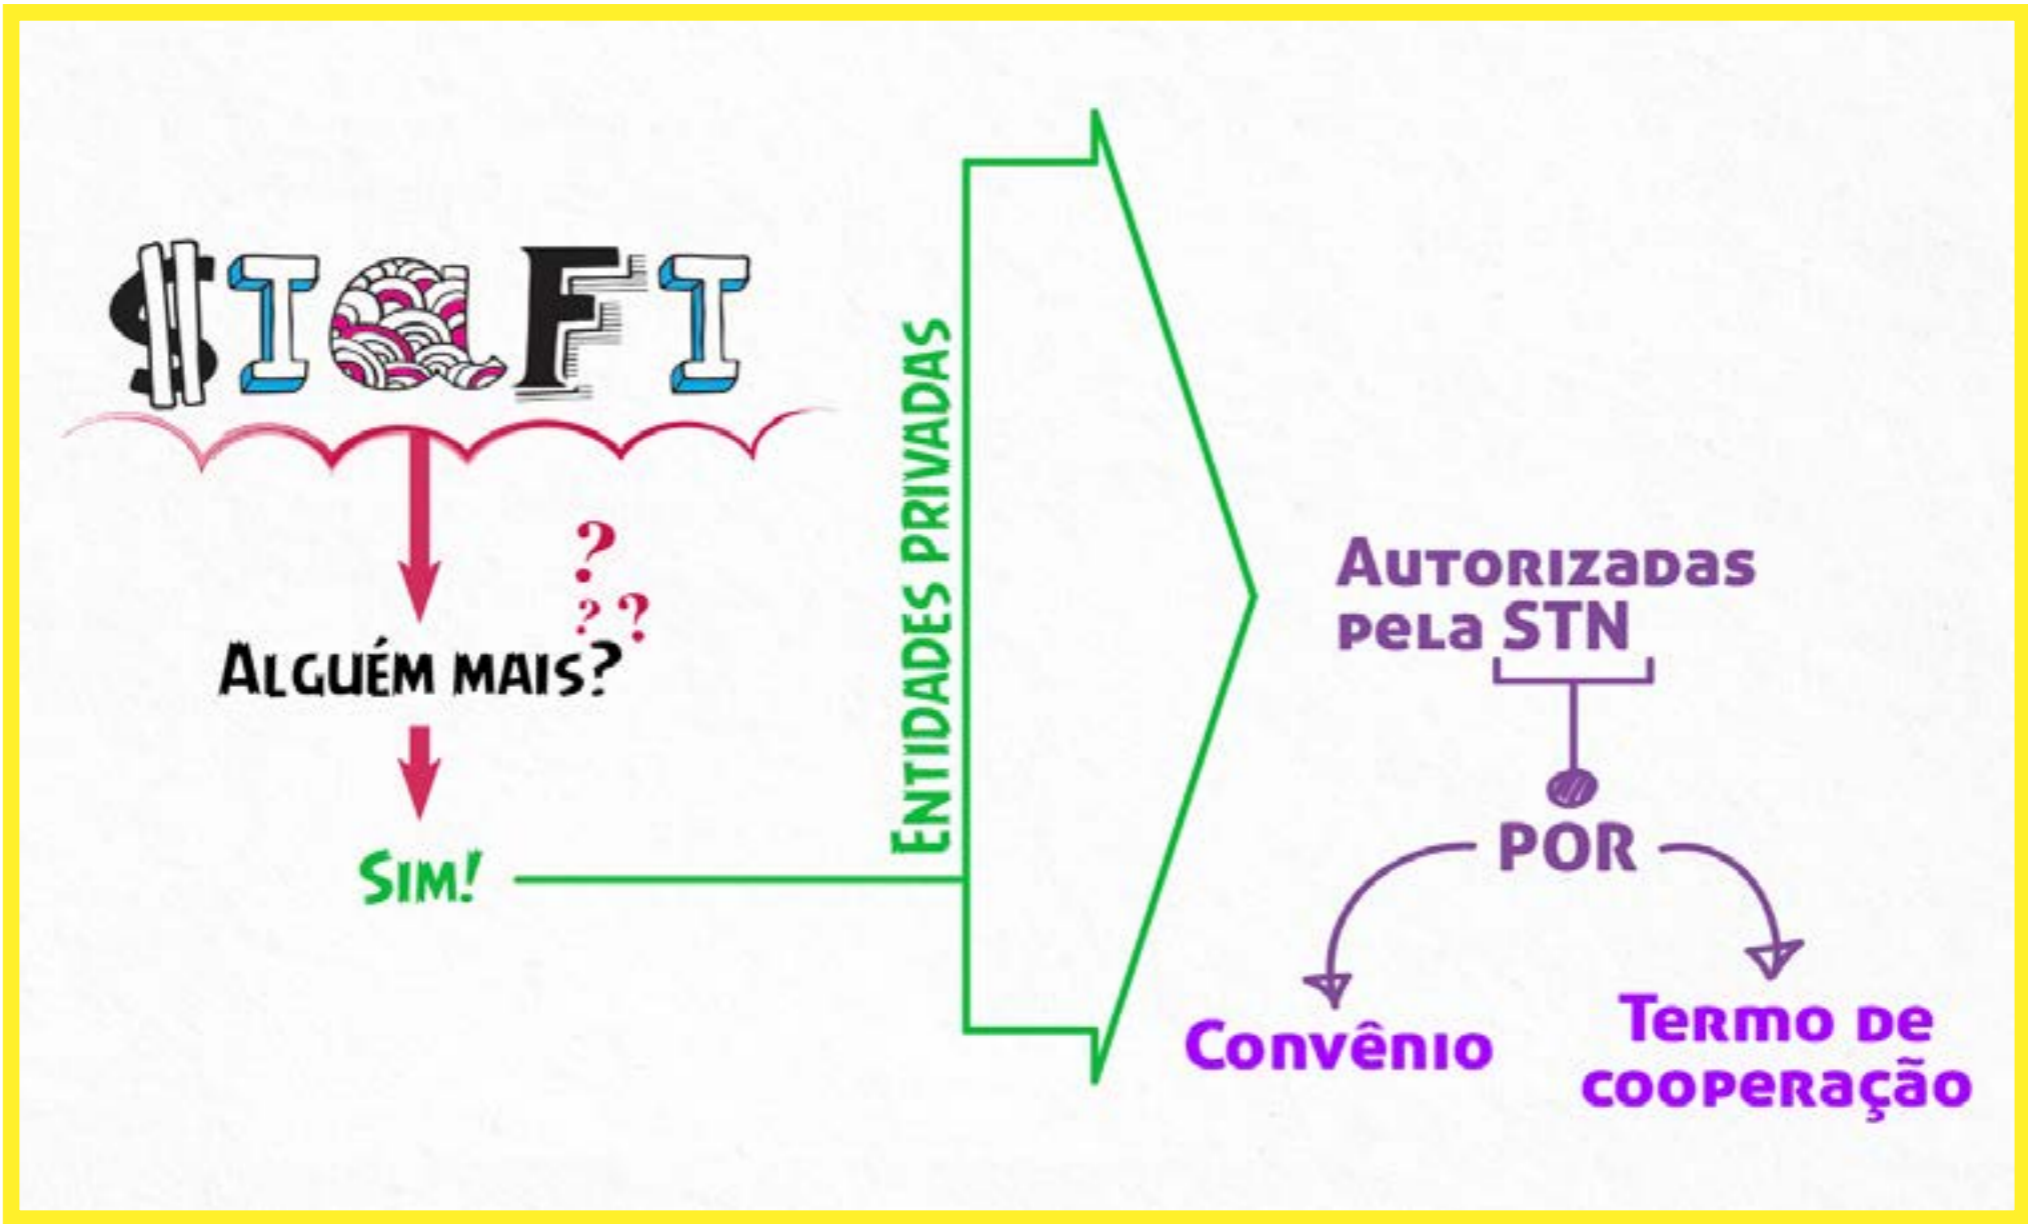 $IaFI
? ? ?
Alguém mais?
Sim!
Entidades privadas
Autorizadas
pela STN
POR
Convênio
Termo de
cooperação